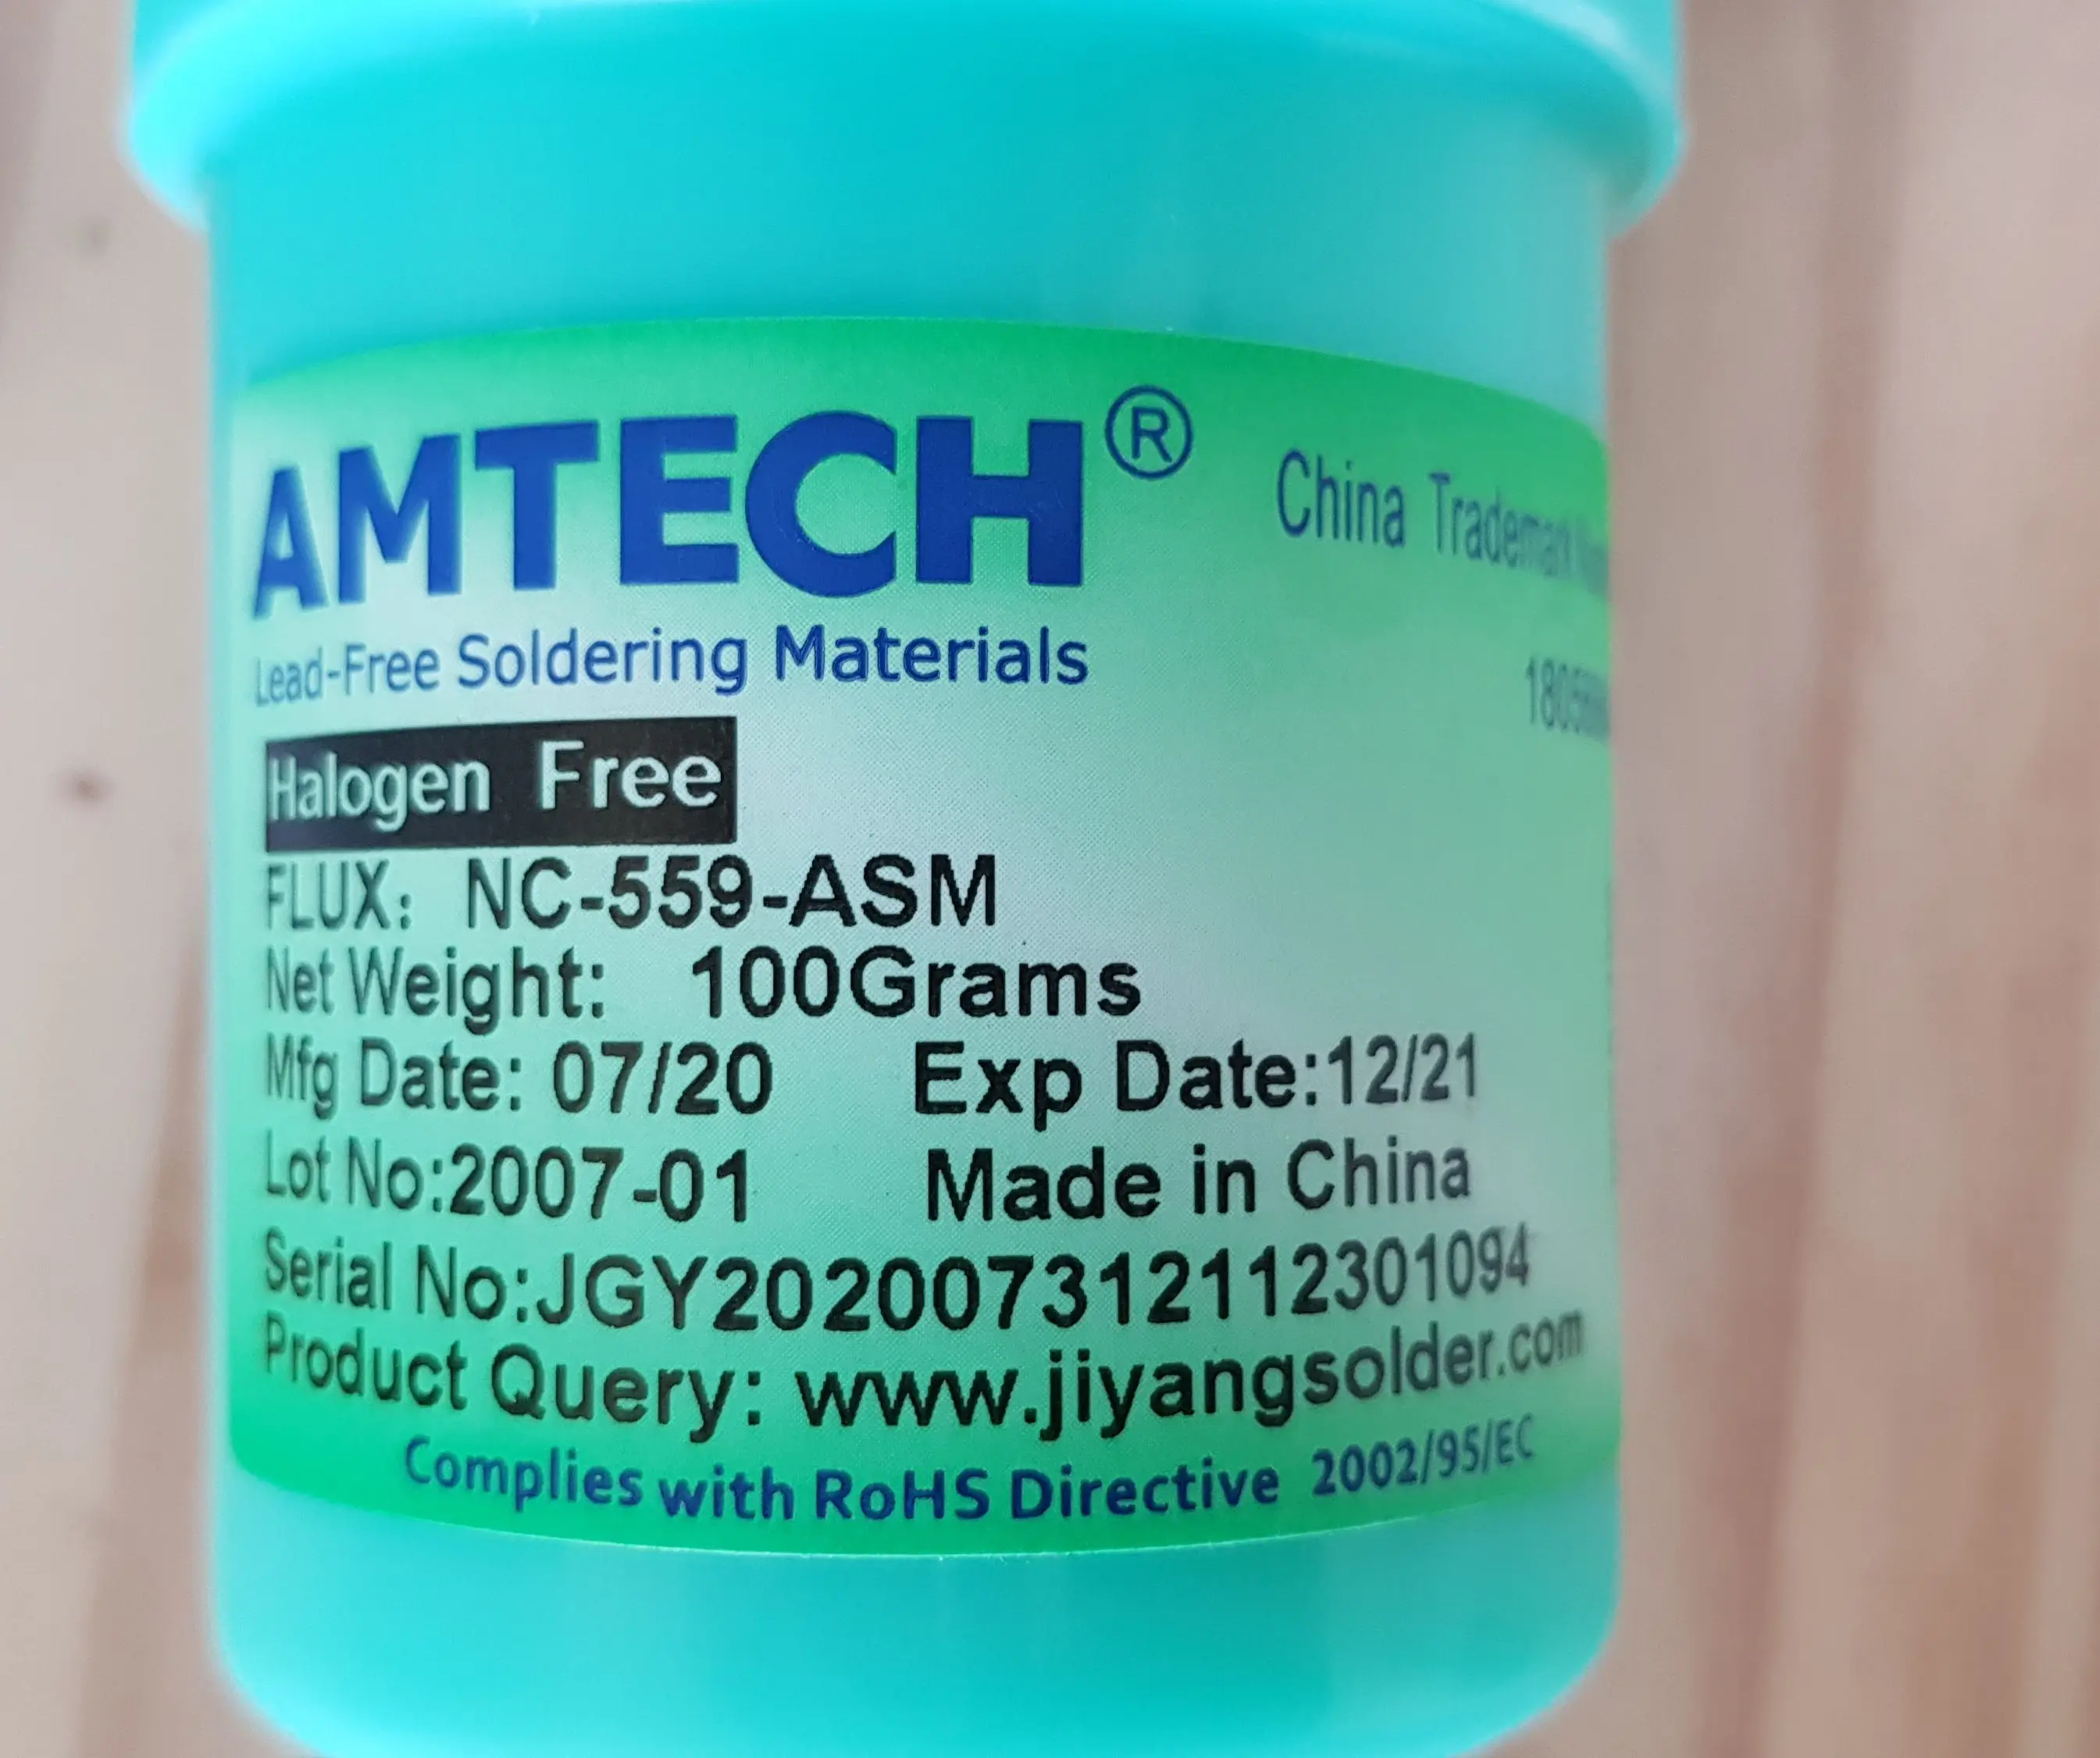 AMTECH®
China Trademark
Lead-Free Soldering Materials
Halogen Free
FLUX: NC-559-ASM
Net Weight: 100Grams
Mfg Date: 07/20 Exp Date:12/21
Lot No:2007-01 Made in China
Serial No:JGY20200731211230109​4
Product Query: www.jiyangsolder.com
Complies with RoHS Directive 2002/95/EC